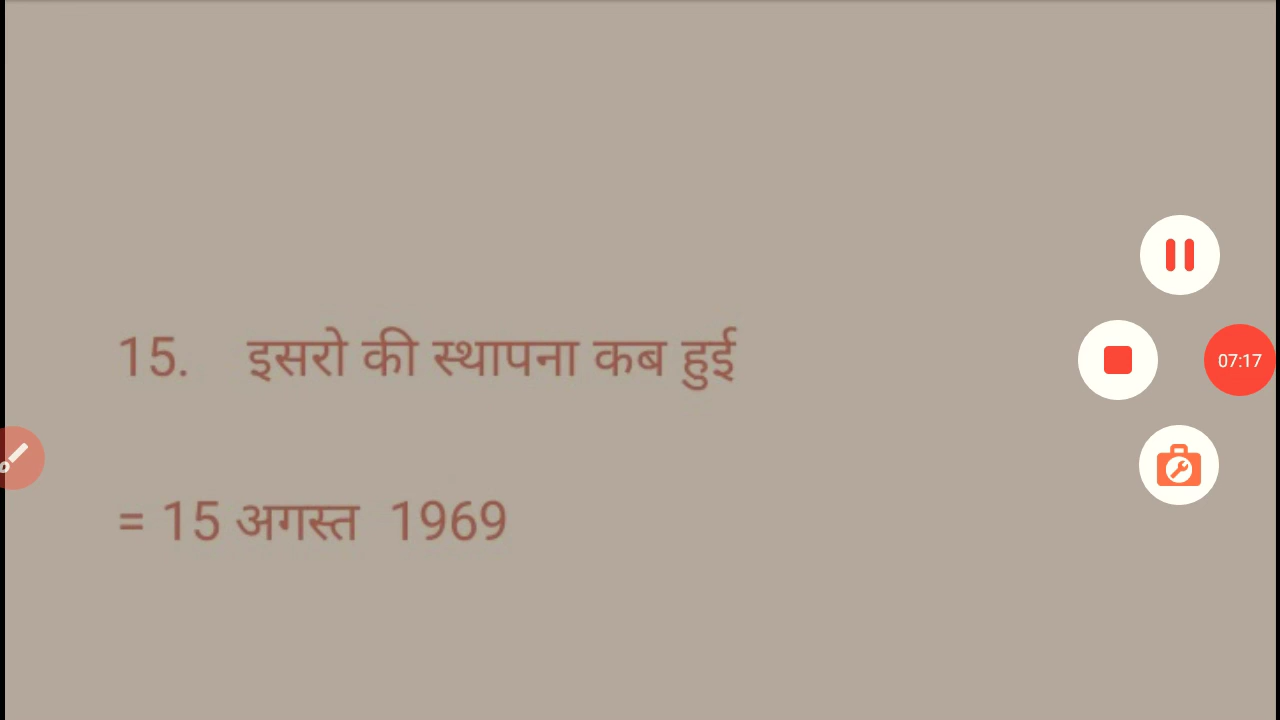 15. इसरो की स्थापना कब हुई
07:17
= 15 अगस्त 1969